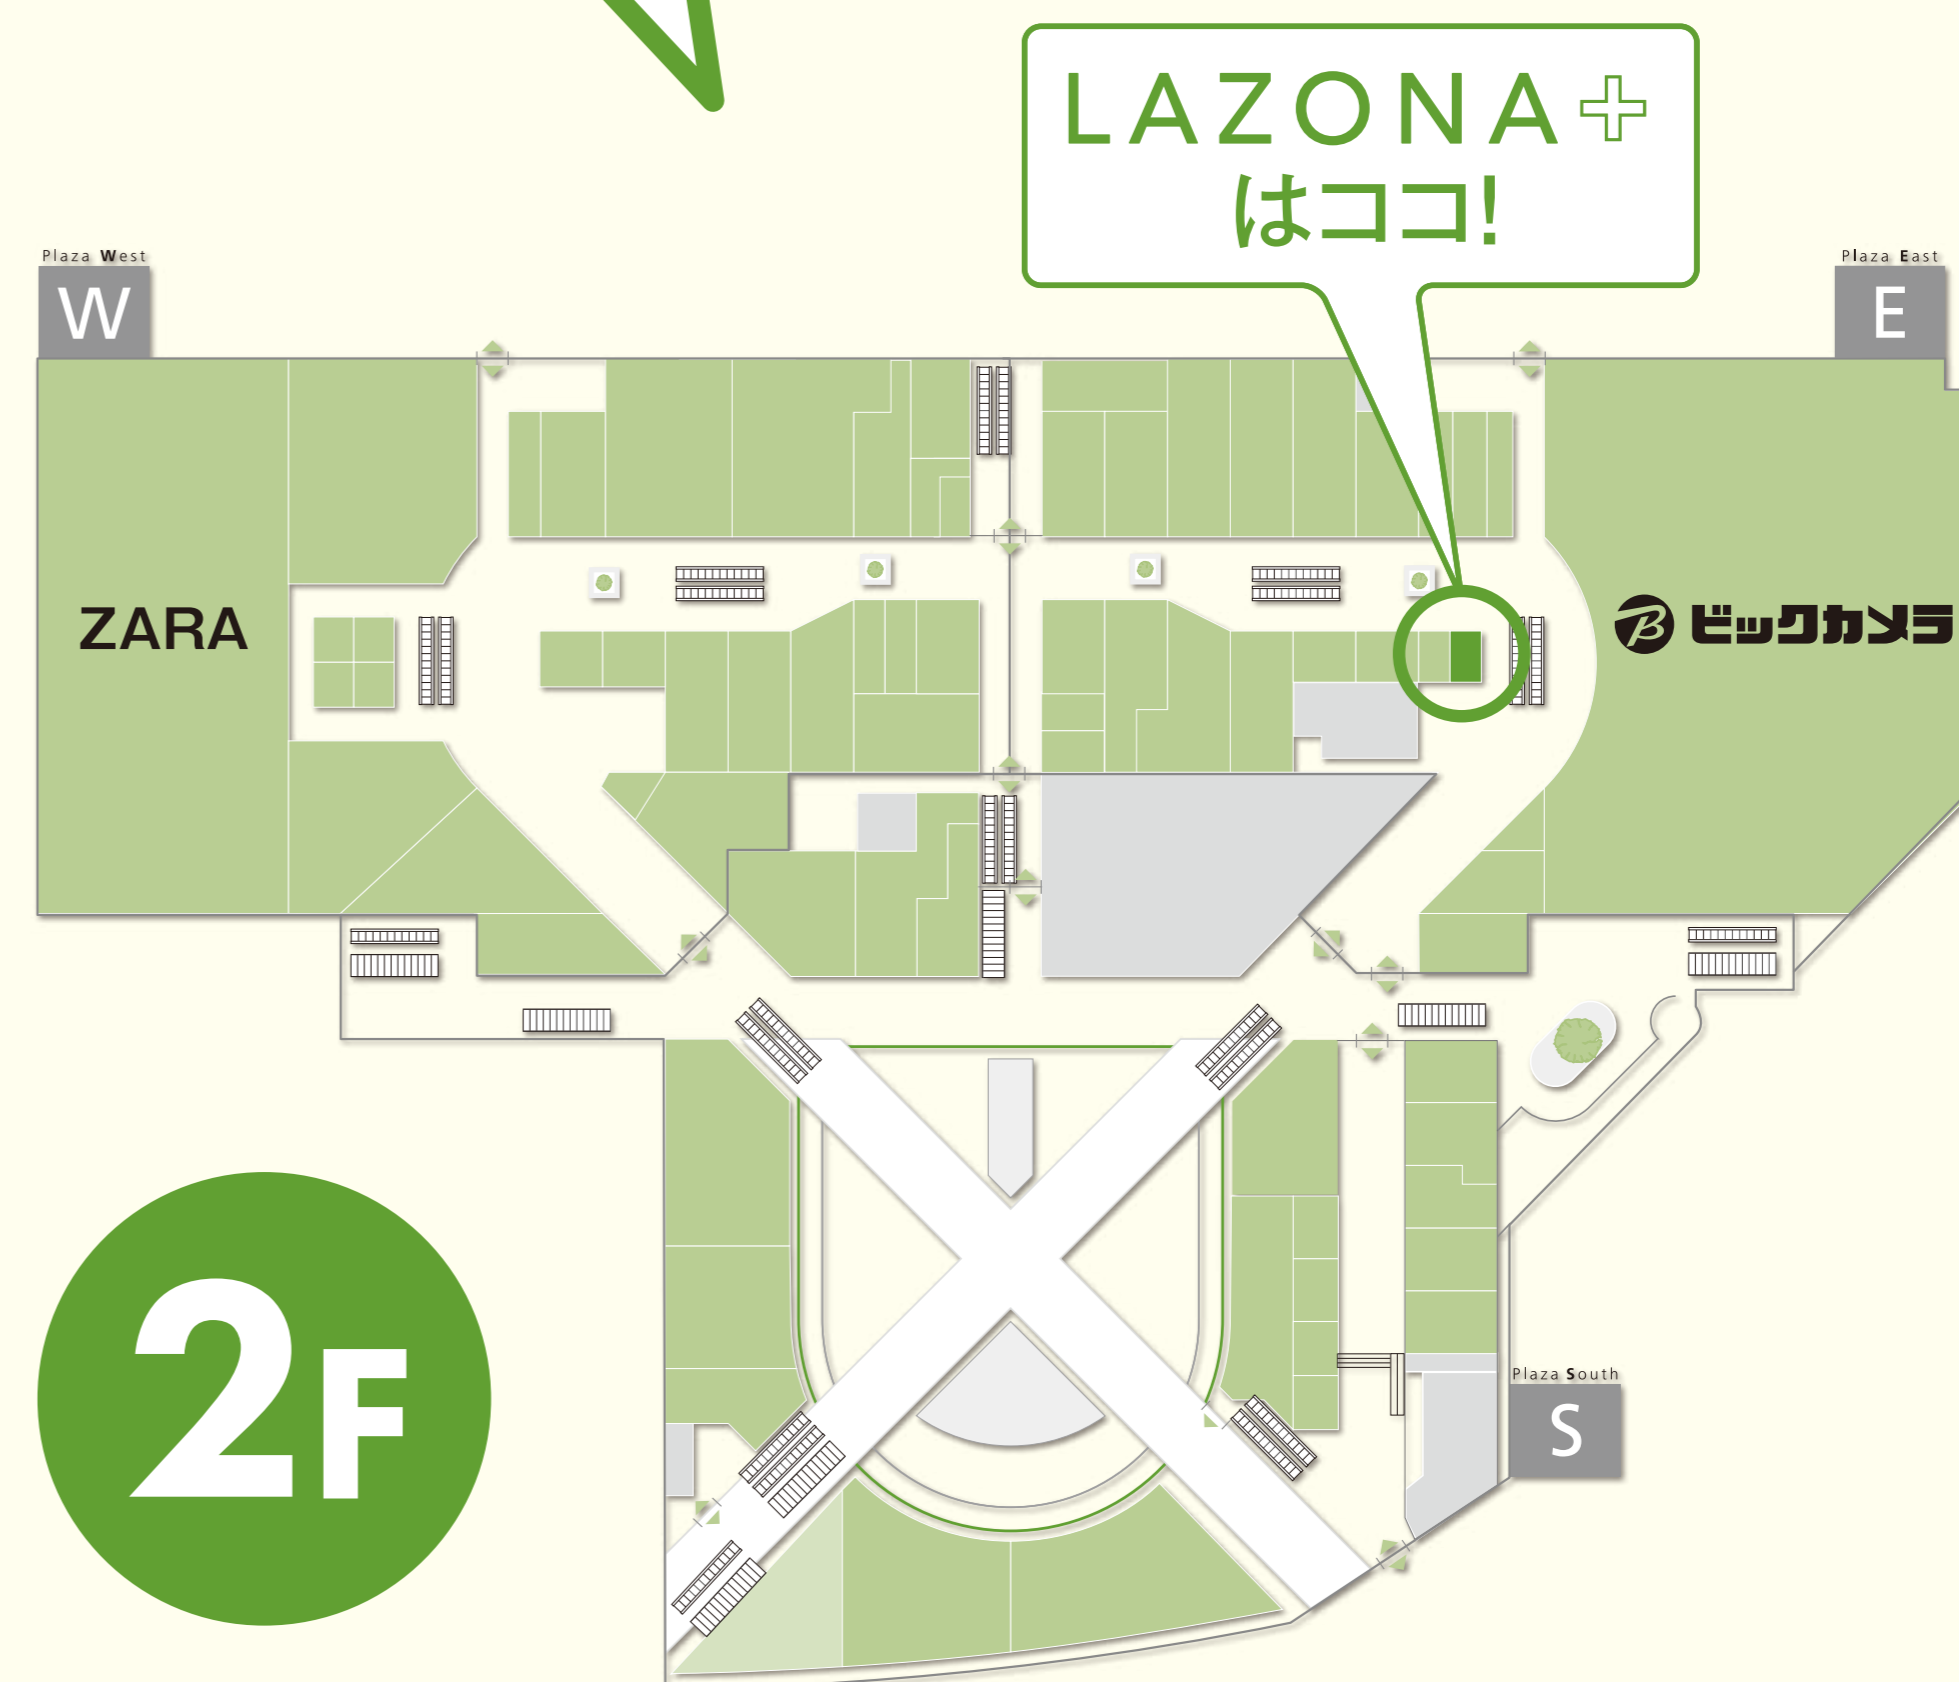 LAZONA+
はココ!
Plaza West
W
Plaza East
E
ZARA
B ビックカメラ
2F
Plaza South
S